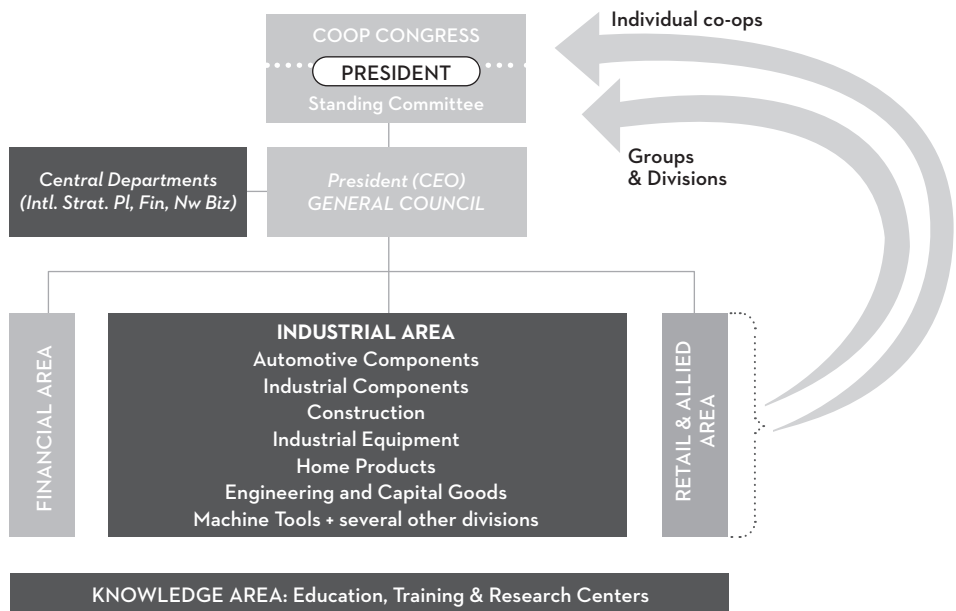 COOP CONGRESS
PRESIDENT
Standing Committee
Individual co-ops
Groups
& Divisions
Central Departments
(Intl. Strat. Pl, Fin, Nw Biz)
President (CEO)
GENERAL COUNCIL
FINANCIAL AREA
INDUSTRIAL AREA
Automotive Components
Industrial Components
Construction
Industrial Equipment
Home Products
Engineering and Capital Goods
Machine Tools + several other divisions
RETAIL & ALLIED
AREA
KNOWLEDGE AREA: Education, Training & Research Centers